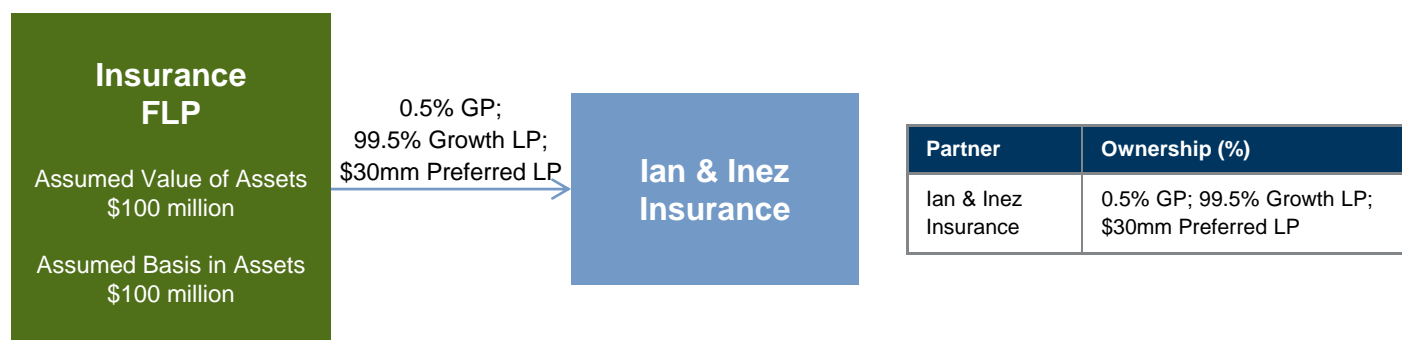 Insurance
FLP
Assumed Value of Assets
$100 million
Assumed Basis in Assets
$100 million
0.5% GP;
99.5% Growth LP;
$30mm Preferred LP
Ian & Inez
Insurance
Partner
Ownership (%)
Ian & Inez
Insurance
0.5% GP; 99.5% Growth LP;
$30mm Preferred LP